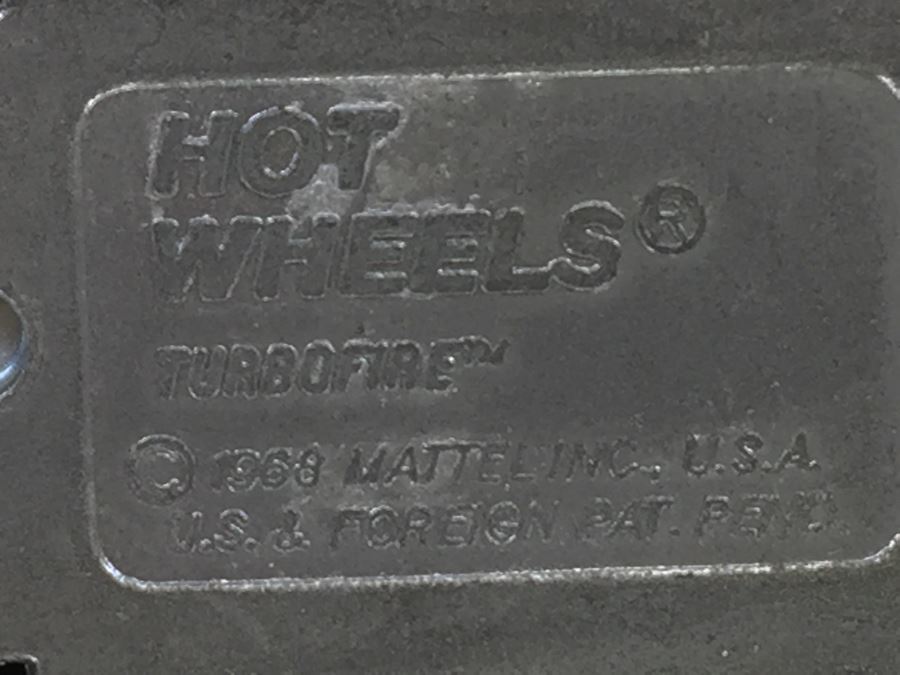 HOT
WHEELS®
TURBOFIRE™
© 1968 MATTEL INC., U.S.A.
U.S. & FOREIGN PAT. PEND.